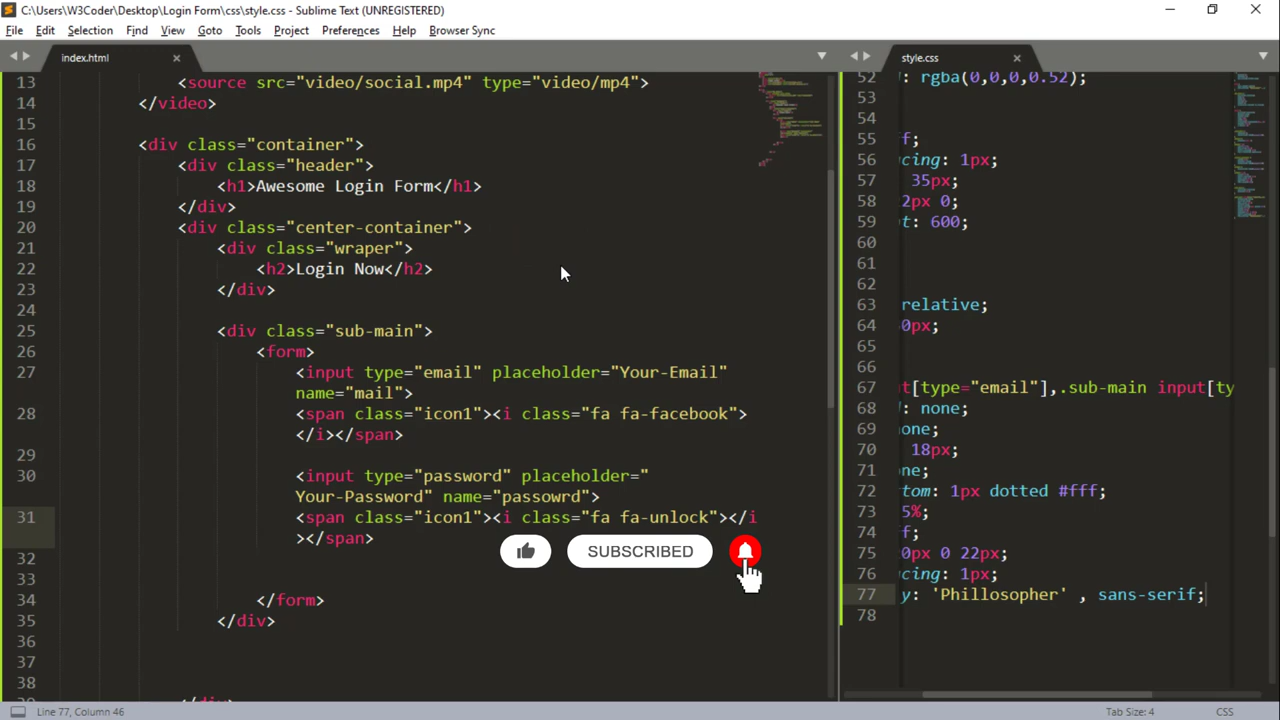 C:\Users\W3Coder\Desktop\Login Form\css\style.css - Sublime Text (UNREGISTERED)
File Edit Selection Find View Goto Tools Project Preferences Help Browser Sync
index.html
13 <source src="video/social.mp4" type="video/mp4">
14 </video>
15
16 <div class="container">
17 <div class="header">
18 <h1>Awesome Login Form</h1>
19 </div>
20 <div class="center-container">
21 <div class="wraper">
22 <h2>Login Now</h2>
23 </div>
24
25 <div class="sub-main">
26 <form>
27 <input type="email" placeholder="Your-Email"
name="mail">
28 <span class="icon1"><i class="fa fa-facebook">
</i></span>
29
30 <input type="password" placeholder="
Your-Password" name="passowrd">
31 <span class="icon1"><i class="fa fa-unlock"></i
></span>
32
33
34 </form>
35 </div>
36
37
38
SUBSCRIBED
style.css
52 : rgba(0,0,0,0.52);
53
54
55 f;
56 cing: 1px;
57 35px;
58 2px 0;
59 t: 600;
60
61
62
63 relative;
64 0px;
65
66
67 t[type="email"],.sub-main input[ty
68 : none;
69 one;
70 18px;
71 ne;
72 tom: 1px dotted #fff;
73 5%;
74 f;
75 0px 0 22px;
76 cing: 1px;
77 y: 'Phillosopher' , sans-serif;
78
Line 77, Column 46
Tab Size: 4
CSS